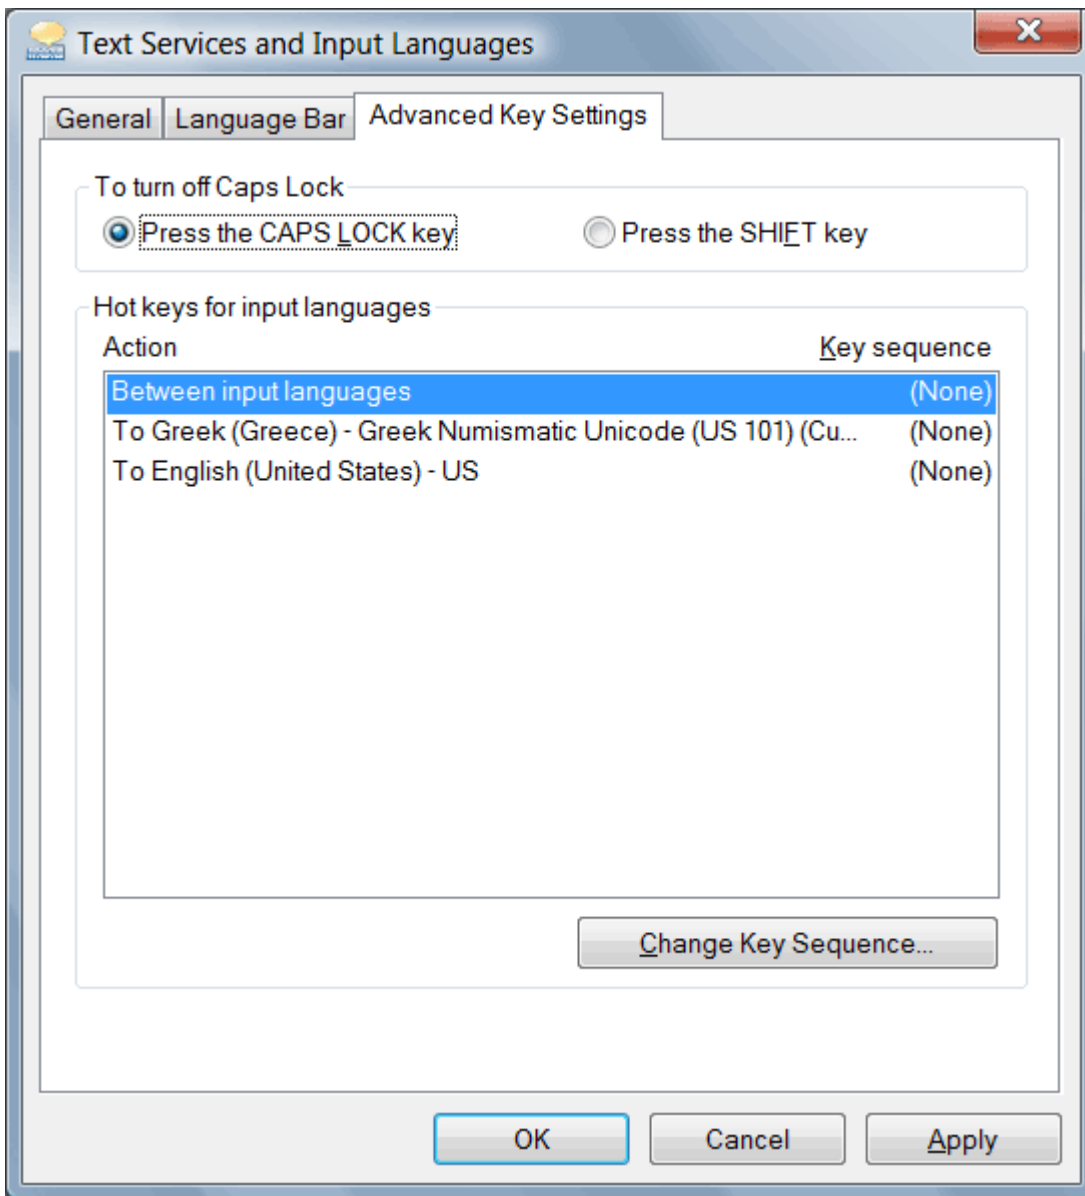 Text Services and Input Languages
General Language Bar Advanced Key Settings
To turn off Caps Lock
Press the CAPS LOCK key Press the SHIFT key
Hot keys for input languages
Action Key sequence
Between input languages (None)
To Greek (Greece) - Greek Numismatic Unicode (US 101) (Cu... (None)
To English (United States) - US (None)
Change Key Sequence...
OK Cancel Apply